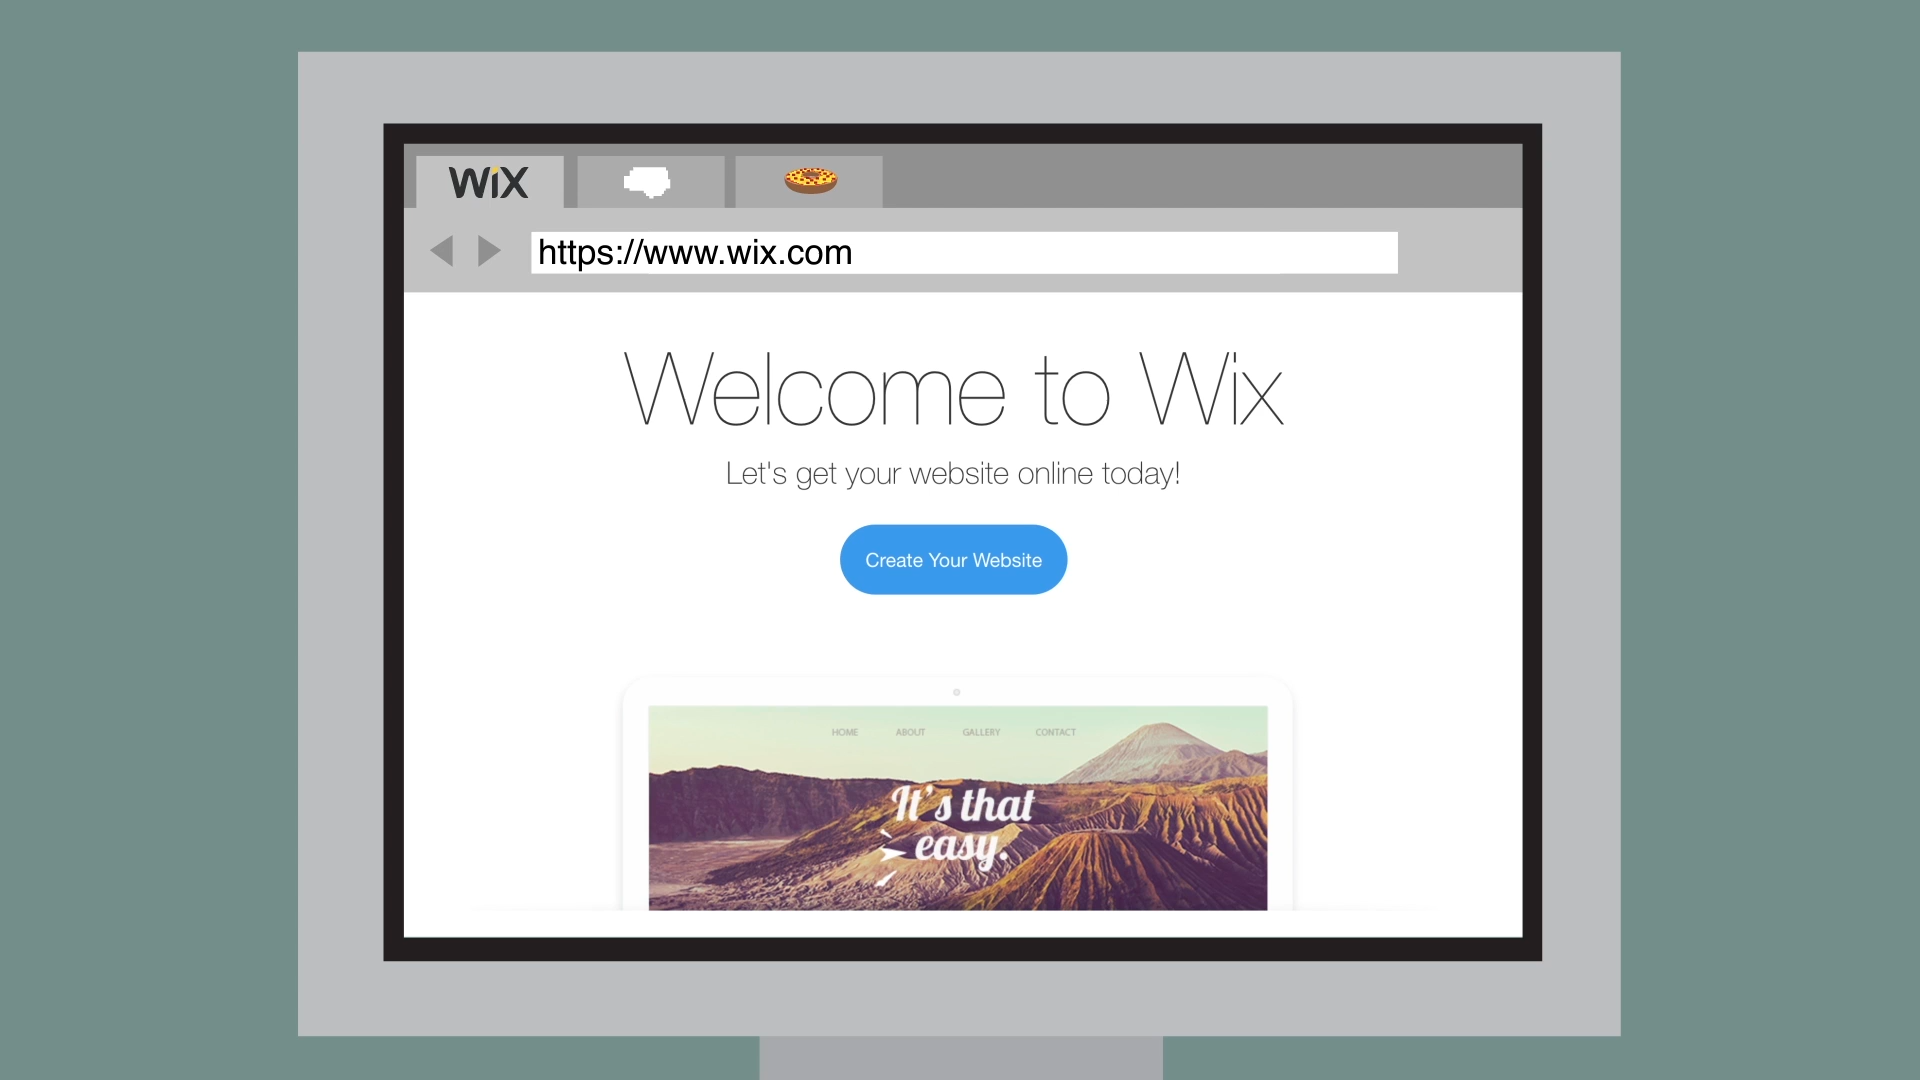 WiX
https://www.wix.com
Welcome to Wix
Let's get your website online today!
Create Your Website
HOME ABOUT GALLERY CONTACT
It's that
easy.